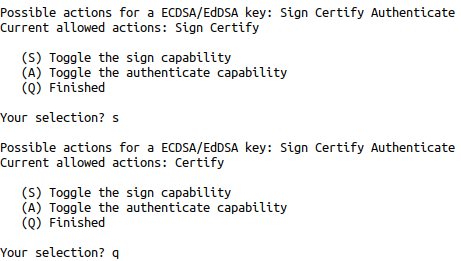 Possible actions for a ECDSA/EdDSA key: Sign Certify Authenticate
Current allowed actions: Sign Certify
(S) Toggle the sign capability
(A) Toggle the authenticate capability
(Q) Finished
Your selection? s
Possible actions for a ECDSA/EdDSA key: Sign Certify Authenticate
Current allowed actions: Certify
(S) Toggle the sign capability
(A) Toggle the authenticate capability
(Q) Finished
Your selection? q